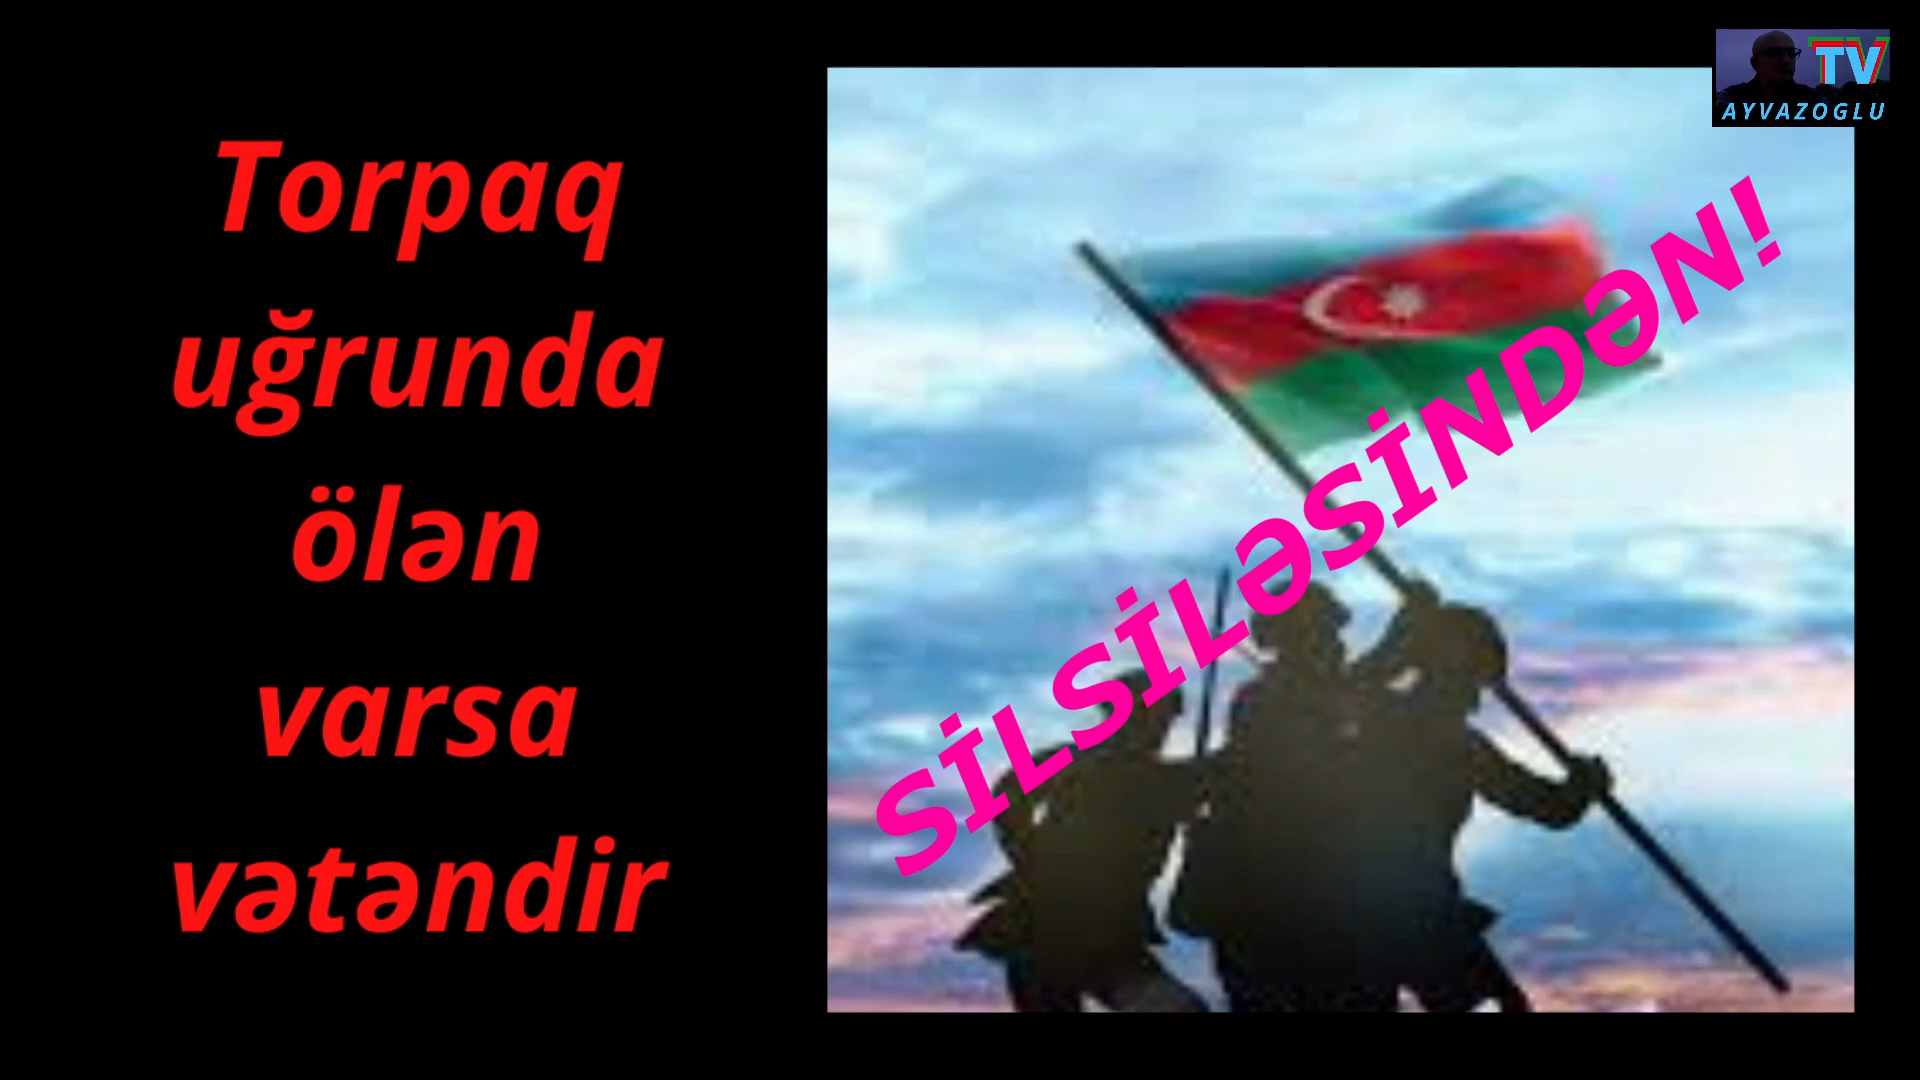 Torpaq
uğrunda
ölən
varsa
vətəndir
SİLSİLƏSİNDƏN!
TV
AYVAZOGLU